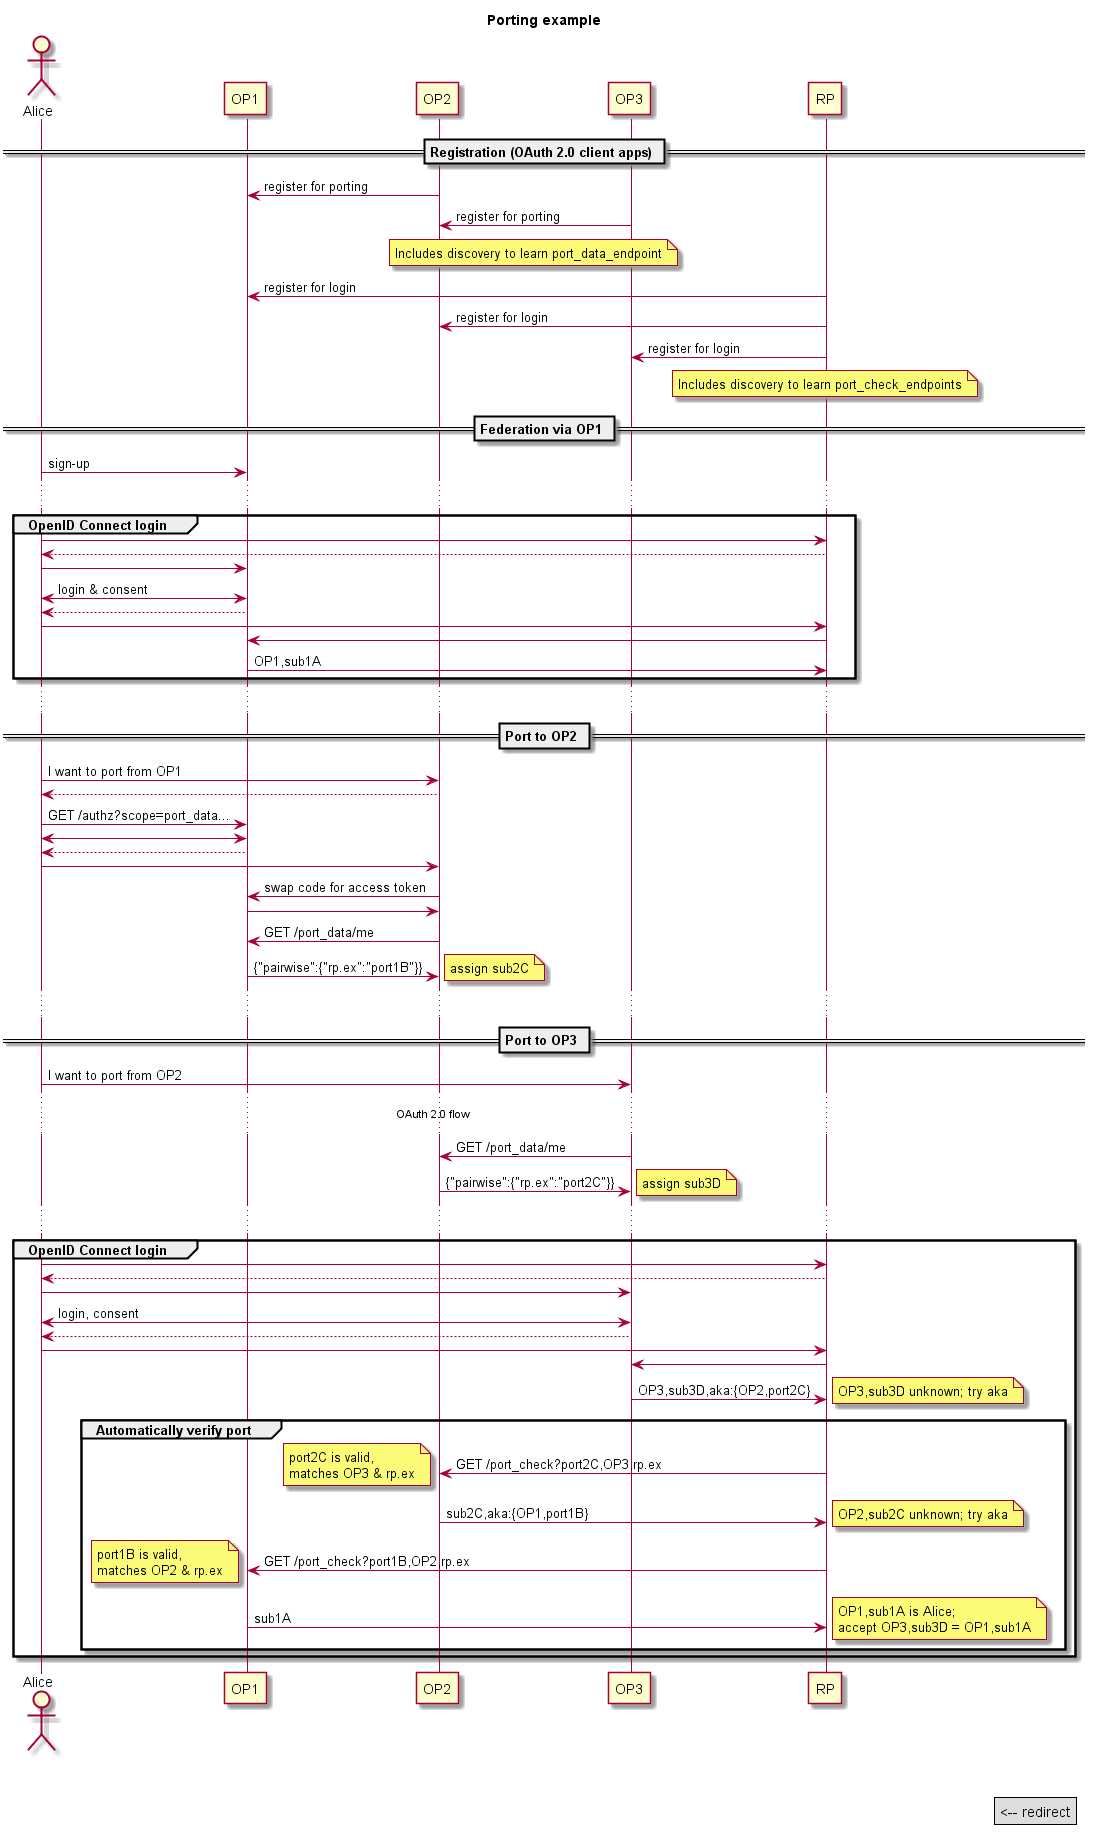 Porting example
Alice
OP1
OP2
OP3
RP
Registration (OAuth 2.0 client apps)
register for porting
register for porting
Includes discovery to learn port_data_endpoint
register for login
register for login
register for login
Includes discovery to learn port_check_endpoints
Federation via OP1
sign-up
OpenID Connect login
login & consent
OP1,sub1A
Port to OP2
I want to port from OP1
GET /authz?scope=port_data...
swap code for access token
GET /port_data/me
{"pairwise":{"rp.ex":"port1B"}}
assign sub2C
Port to OP3
I want to port from OP2
OAuth 2.0 flow
GET /port_data/me
{"pairwise":{"rp.ex":"port2C"}}
assign sub3D
OpenID Connect login
login, consent
OP3,sub3D,aka:{OP2,port2C}
OP3,sub3D unknown; try aka
Automatically verify port
port2C is valid,
matches OP3 & rp.ex
GET /port_check?port2C,OP3,rp.ex
sub2C,aka:{OP1,port1B}
OP2,sub2C unknown; try aka
port1B is valid,
matches OP2 & rp.ex
GET /port_check?port1B,OP2,rp.ex
sub1A
OP1,sub1A is Alice;
accept OP3,sub3D = OP1,sub1A
Alice
OP1
OP2
OP3
RP
<-- redirect